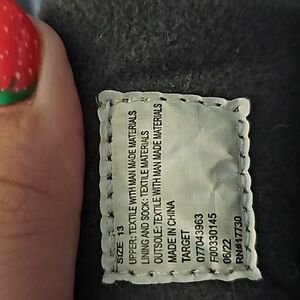 SIZE 13
UPPER: TEXTILE WITH MAN MADE MATERIALS
LINING AND SOCK: TEXTILE MATERIALS
OUTSOLE: TEXTILE WITH MAN MADE MATERIALS
MADE IN CHINA
TARGET
077043963
F00330145
06/22
RN#17730